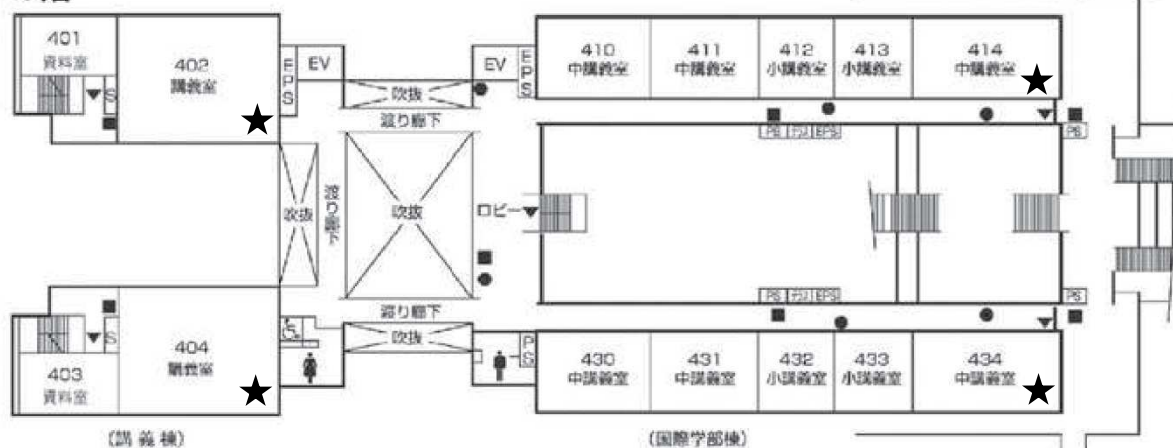 401
資料室
402
講義室
EPS
EV
S
吹抜
渡り廊下
EV
EPS
410
中講義室
411
中講義室
412
小講義室
413
小講義室
414
中講義室
PS
EPS
PS
吹抜
渡り廊下
吹抜
ロビー
渡り廊下
吹抜
PS
EPS
PS
S
403
資料室
404
講義室
PS
430
中講義室
431
中講義室
432
小講義室
433
小講義室
434
中講義室
(講義棟)
(国際学部棟)